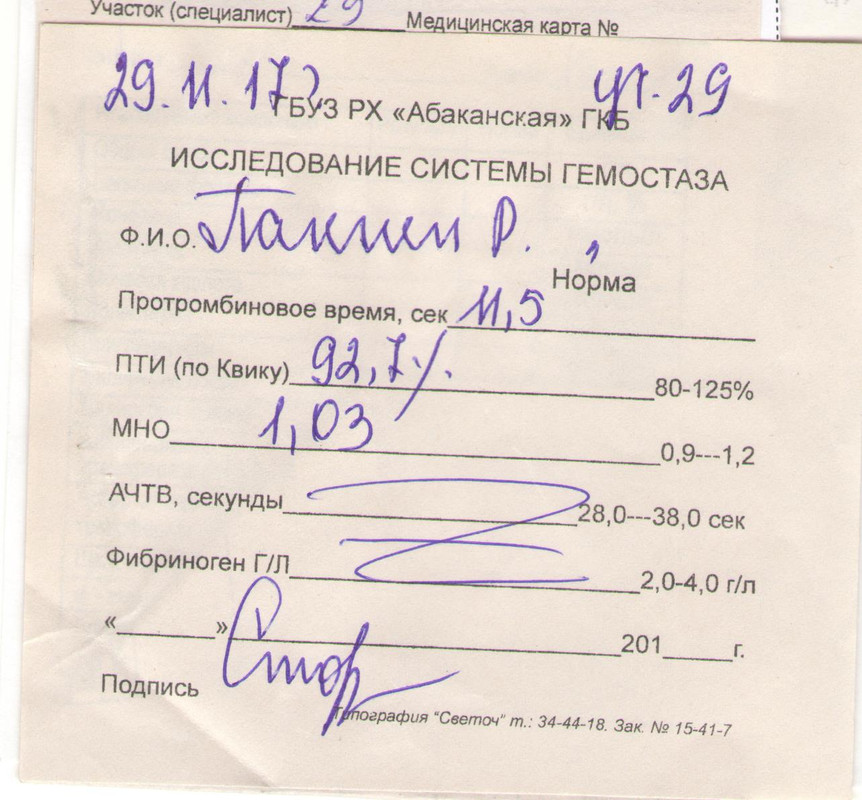 Участок (специалист) 29 Медицинская карта №
29.11.17г уч. 29
ГБУЗ РХ «Абаканская» ГКБ
ИССЛЕДОВАНИЕ СИСТЕМЫ ГЕМОСТАЗА
Ф.И.О. Р.
Норма
Протромбиновое время, сек 11,5
ПТИ (по Квику) 92,7% 80-125%
МНО 1,03 0,9---1,2
АЧТВ, секунды 28,0---38,0 сек
Фибриноген Г/Л 2,0-4,0 г/л
«_______» 201_____г.
Подпись
Типография "Светоч" т.: 34-44-18. Зак. № 15-41-7